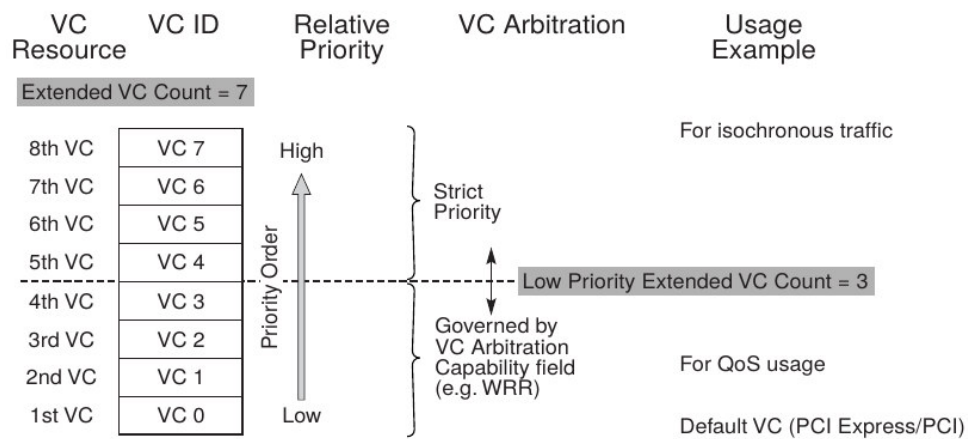 VC Resource
VC ID
Relative Priority
VC Arbitration
Usage Example
Extended VC Count = 7
For isochronous traffic
8th VC
VC 7
High
7th VC
VC 6
Strict
Priority
6th VC
VC 5
5th VC
VC 4
Priority Order
Low Priority Extended VC Count = 3
4th VC
VC 3
3rd VC
VC 2
Governed by
VC Arbitration
Capability field
(e.g. WRR)
For QoS usage
2nd VC
VC 1
1st VC
VC 0
Low
Default VC (PCI Express/PCI)